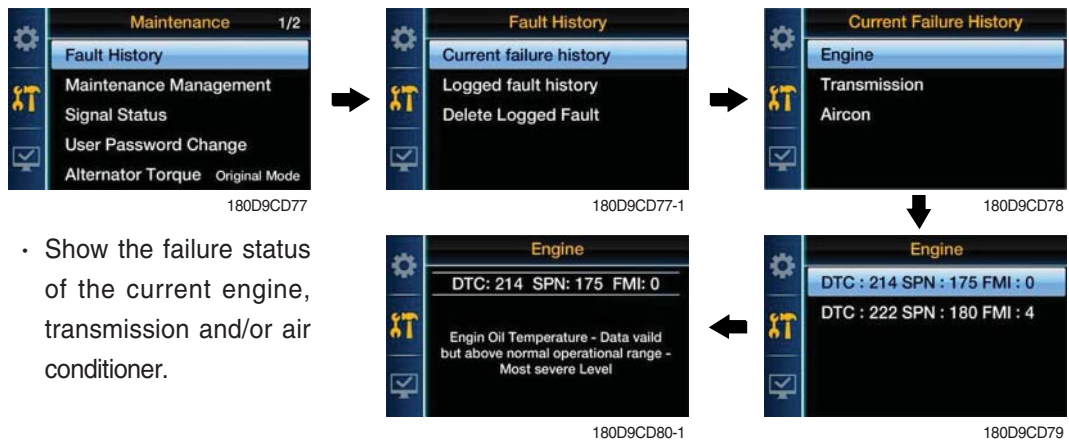 Maintenance 1/2
Fault History
Maintenance Management
Signal Status
User Password Change
Alternator Torque Original Mode
180D9CD77
Fault History
Current failure history
Logged fault history
Delete Logged Fault
180D9CD77-1
Current Failure History
Engine
Transmission
Aircon
180D9CD78
· Show the failure status
of the current engine,
transmission and/or air
conditioner.
Engine
DTC : 214 SPN : 175 FMI : 0
DTC : 222 SPN : 180 FMI : 4
180D9CD79
Engine
DTC: 214 SPN: 175 FMI: 0
Engin Oil Temperature - Data vaild
but above normal operational range -
Most severe Level
180D9CD80-1